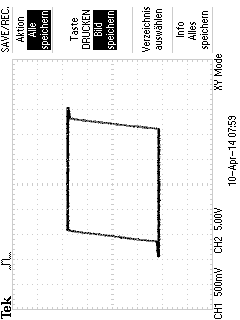 Tek
SAVE/REC.
Aktion
Alle
speichern
Taste
DRUCKEN
Bild
speichern
Verzeichnis
auswählen
Info
Alles
speichern
CH1 500mV CH2 5.00V XY Mode
10-Apr-14 07:59